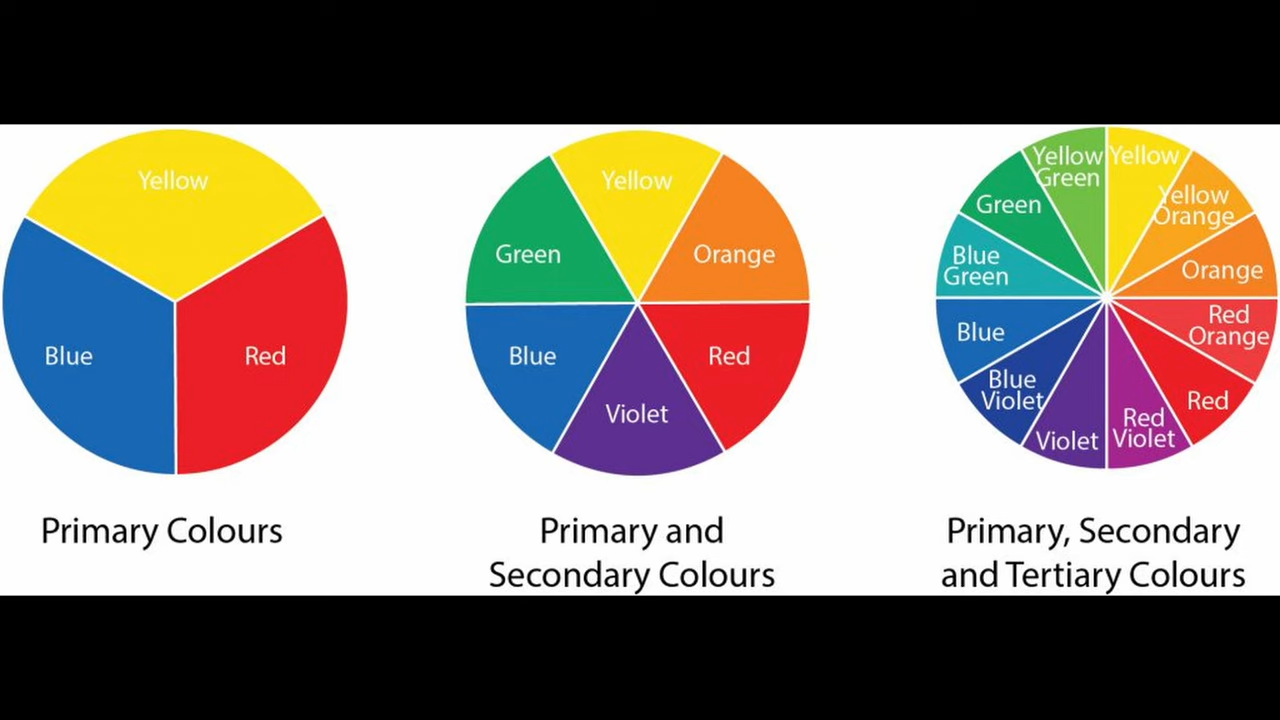 Yellow
Blue
Red
Primary Colours
Yellow
Green
Orange
Blue
Red
Violet
Primary and
Secondary Colours
Yellow
Green
Yellow
Yellow
Orange
Green
Blue
Green
Orange
Red
Orange
Blue
Blue
Violet
Red
Violet
Red
Violet
Primary, Secondary
and Tertiary Colours